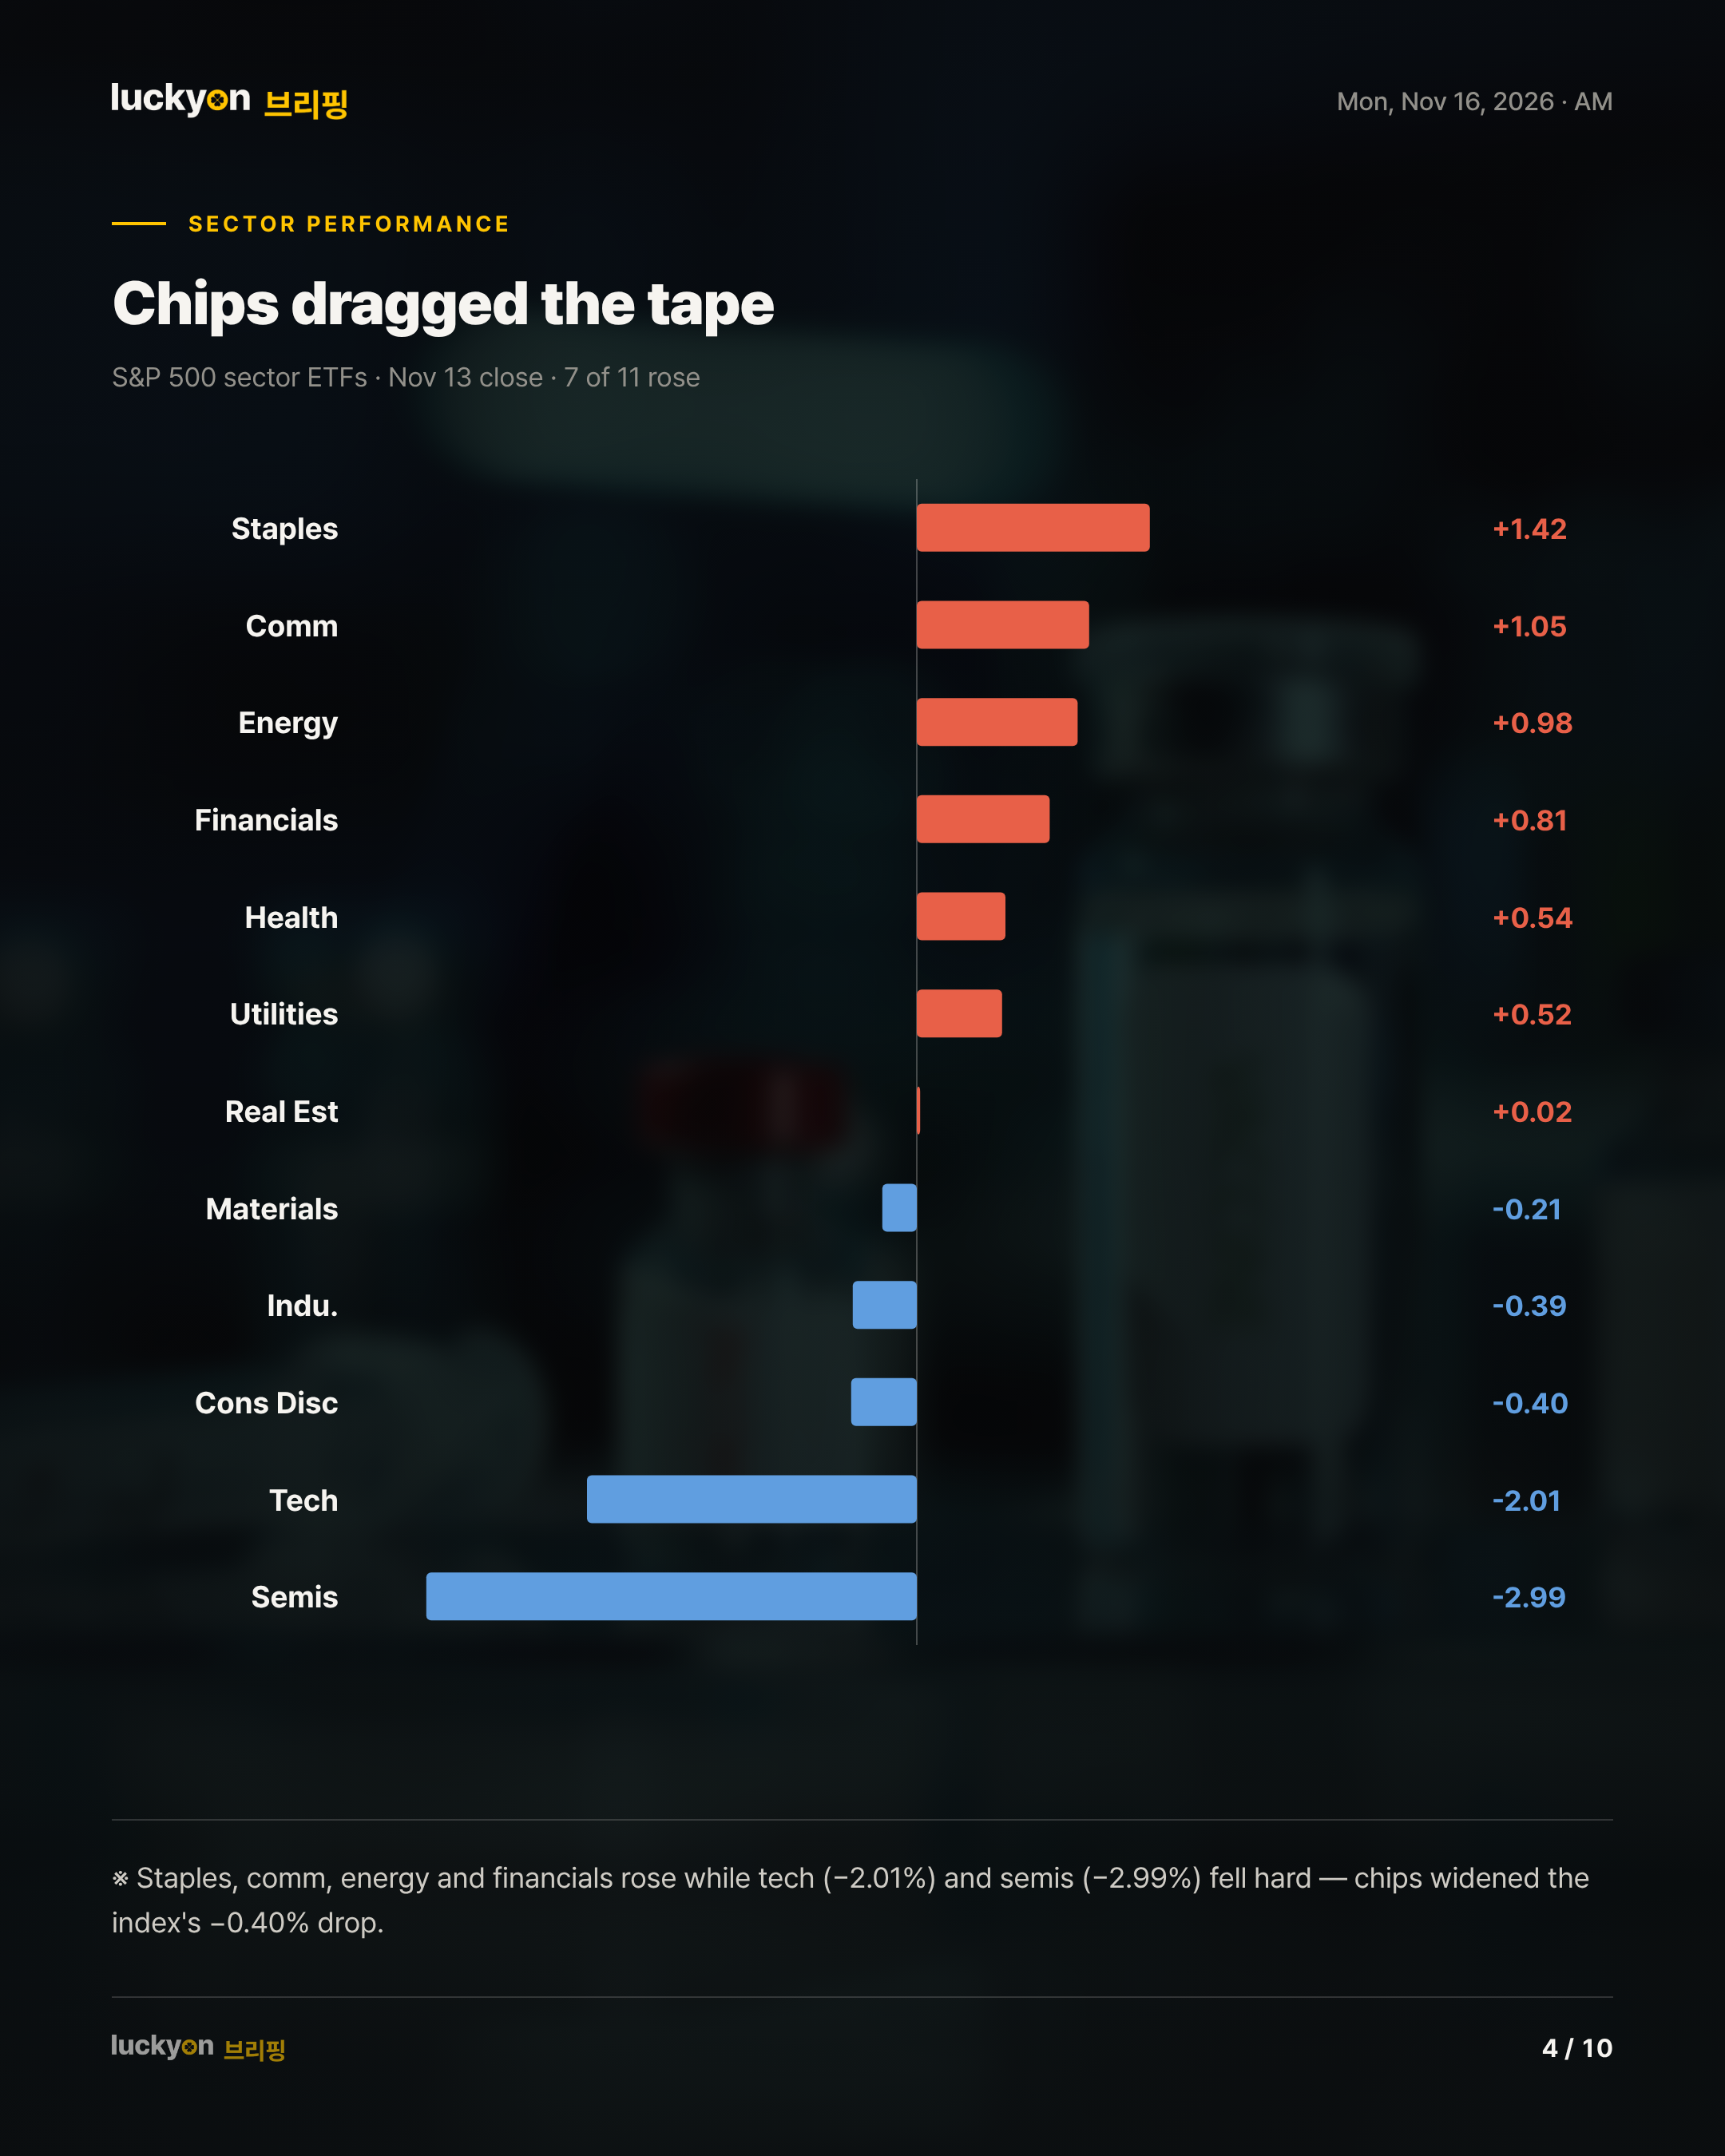 luckyon 브리핑
Mon, Nov 16, 2026 · AM
SECTOR PERFORMANCE
Chips dragged the tape
S&P 500 sector ETFs · Nov 13 close · 7 of 11 rose
Staples +1.42
Comm +1.05
Energy +0.98
Financials +0.81
Health +0.54
Utilities +0.52
Real Est +0.02
Materials -0.21
Indu. -0.39
Cons Disc -0.40
Tech -2.01
Semis -2.99
※ Staples, comm, energy and financials rose while tech (−2.01%) and semis (−2.99%) fell hard — chips widened the
index's −0.40% drop.
luckyon 브리핑
4 / 10